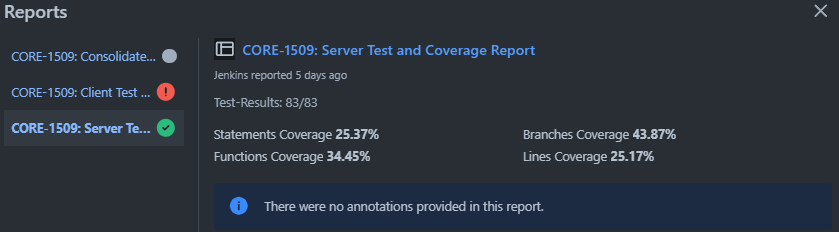 Reports
CORE-1509: Consolidate...
CORE-1509: Client Test ...
CORE-1509: Server Te...
CORE-1509: Server Test and Coverage Report
Jenkins reported 5 days ago
Test-Results: 83/83
Statements Coverage 25.37%
Branches Coverage 43.87%
Functions Coverage 34.45%
Lines Coverage 25.17%
There were no annotations provided in this report.